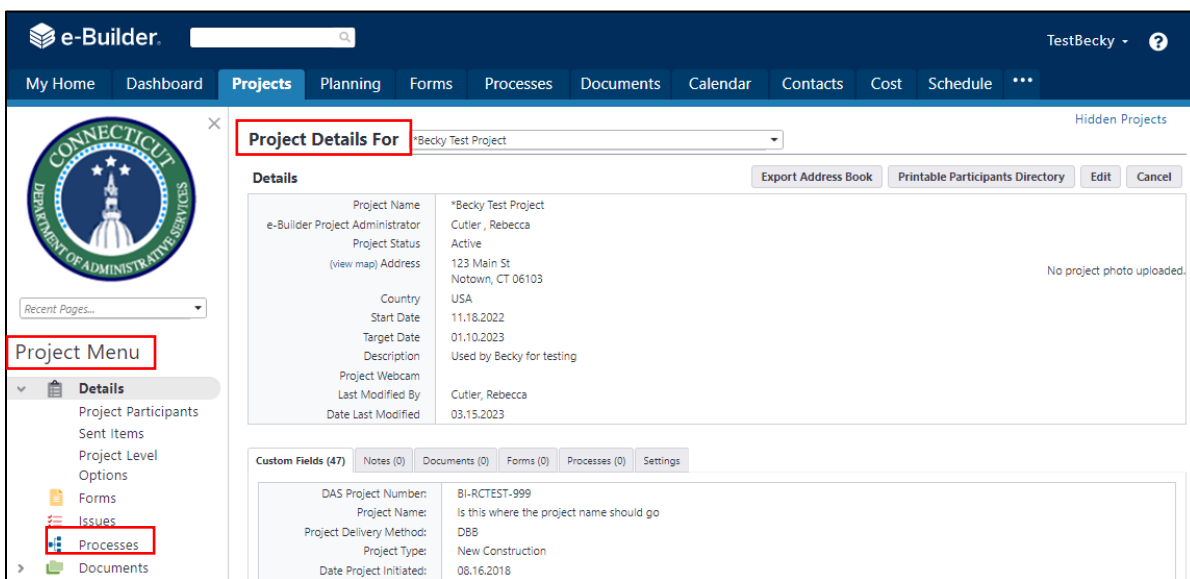 e-Builder.
TestBecky
?
My Home Dashboard Projects Planning Forms Processes Documents Calendar Contacts Cost Schedule •••
Hidden Projects
CONNECTICUT
DEPARTMENT OF ADMINISTRATIVE SERVICES
Project Details For *Becky Test Project
Details Export Address Book Printable Participants Directory Edit Cancel
Project Name *Becky Test Project
e-Builder Project Administrator Cutler , Rebecca
Project Status Active
(view map) Address 123 Main St
Notown, CT 06103
No project photo uploaded.
Country USA
Start Date 11.18.2022
Target Date 01.10.2023
Description Used by Becky for testing
Project Webcam
Last Modified By Cutler, Rebecca
Date Last Modified 03.15.2023
Recent Pages...
Project Menu
Details
Project Participants
Sent Items
Project Level
Options
Forms
Issues
Processes
Documents
Custom Fields (47) Notes (0) Documents (0) Forms (0) Processes (0) Settings
DAS Project Number: BI-RCTEST-999
Project Name: Is this where the project name should go
Project Delivery Method: DBB
Project Type: New Construction
Date Project Initiated: 08.16.2018